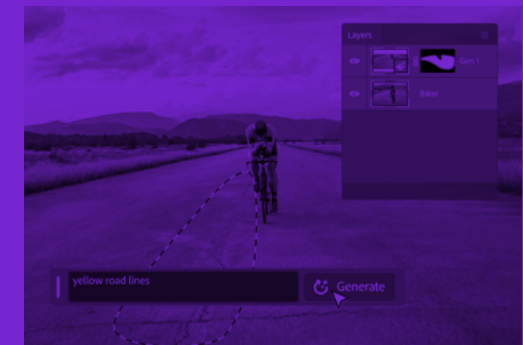 Layers
Gen 1
Biker
yellow road lines
Generate